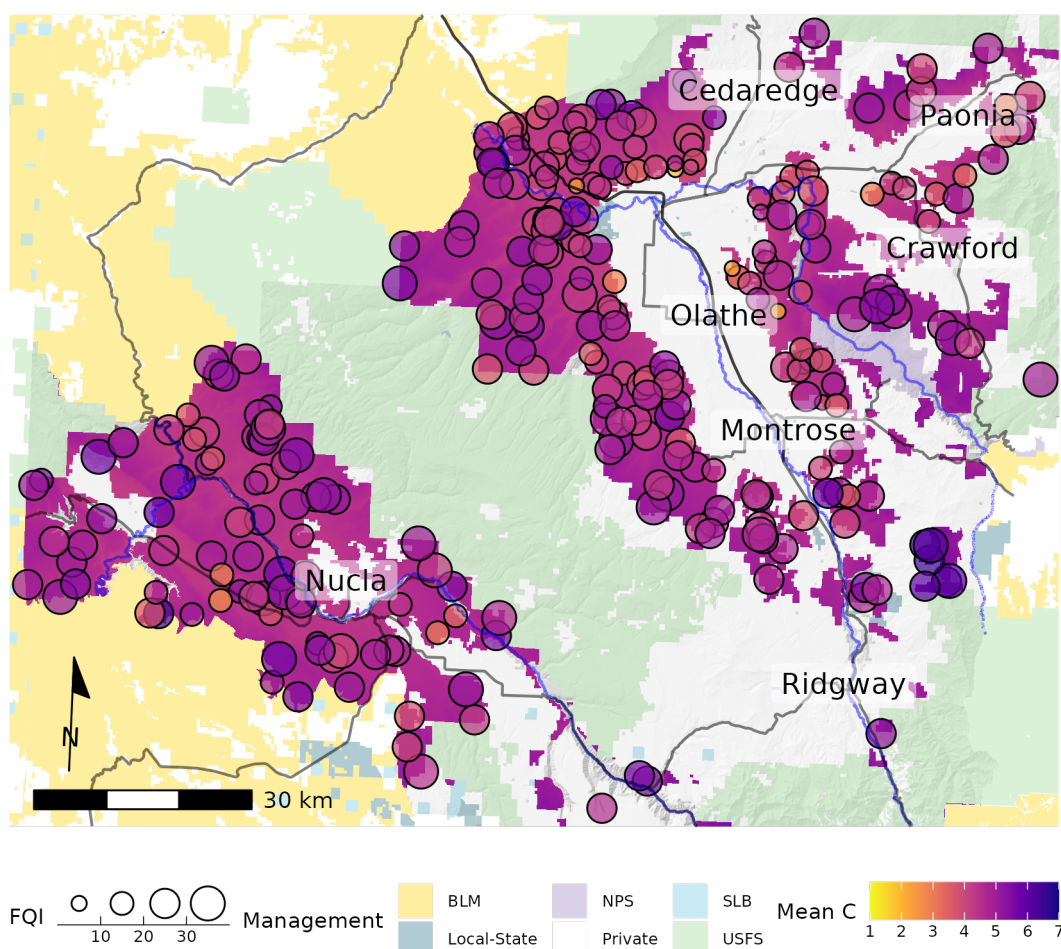 Cedaredge
Paonia
Crawford
Olathe
Montrose
Nucla
Ridgway
N
30 km
FQI
10 20 30
Management
BLM
NPS
SLB
Local-State
Private
USFS
Mean C
1 2 3 4 5 6 7